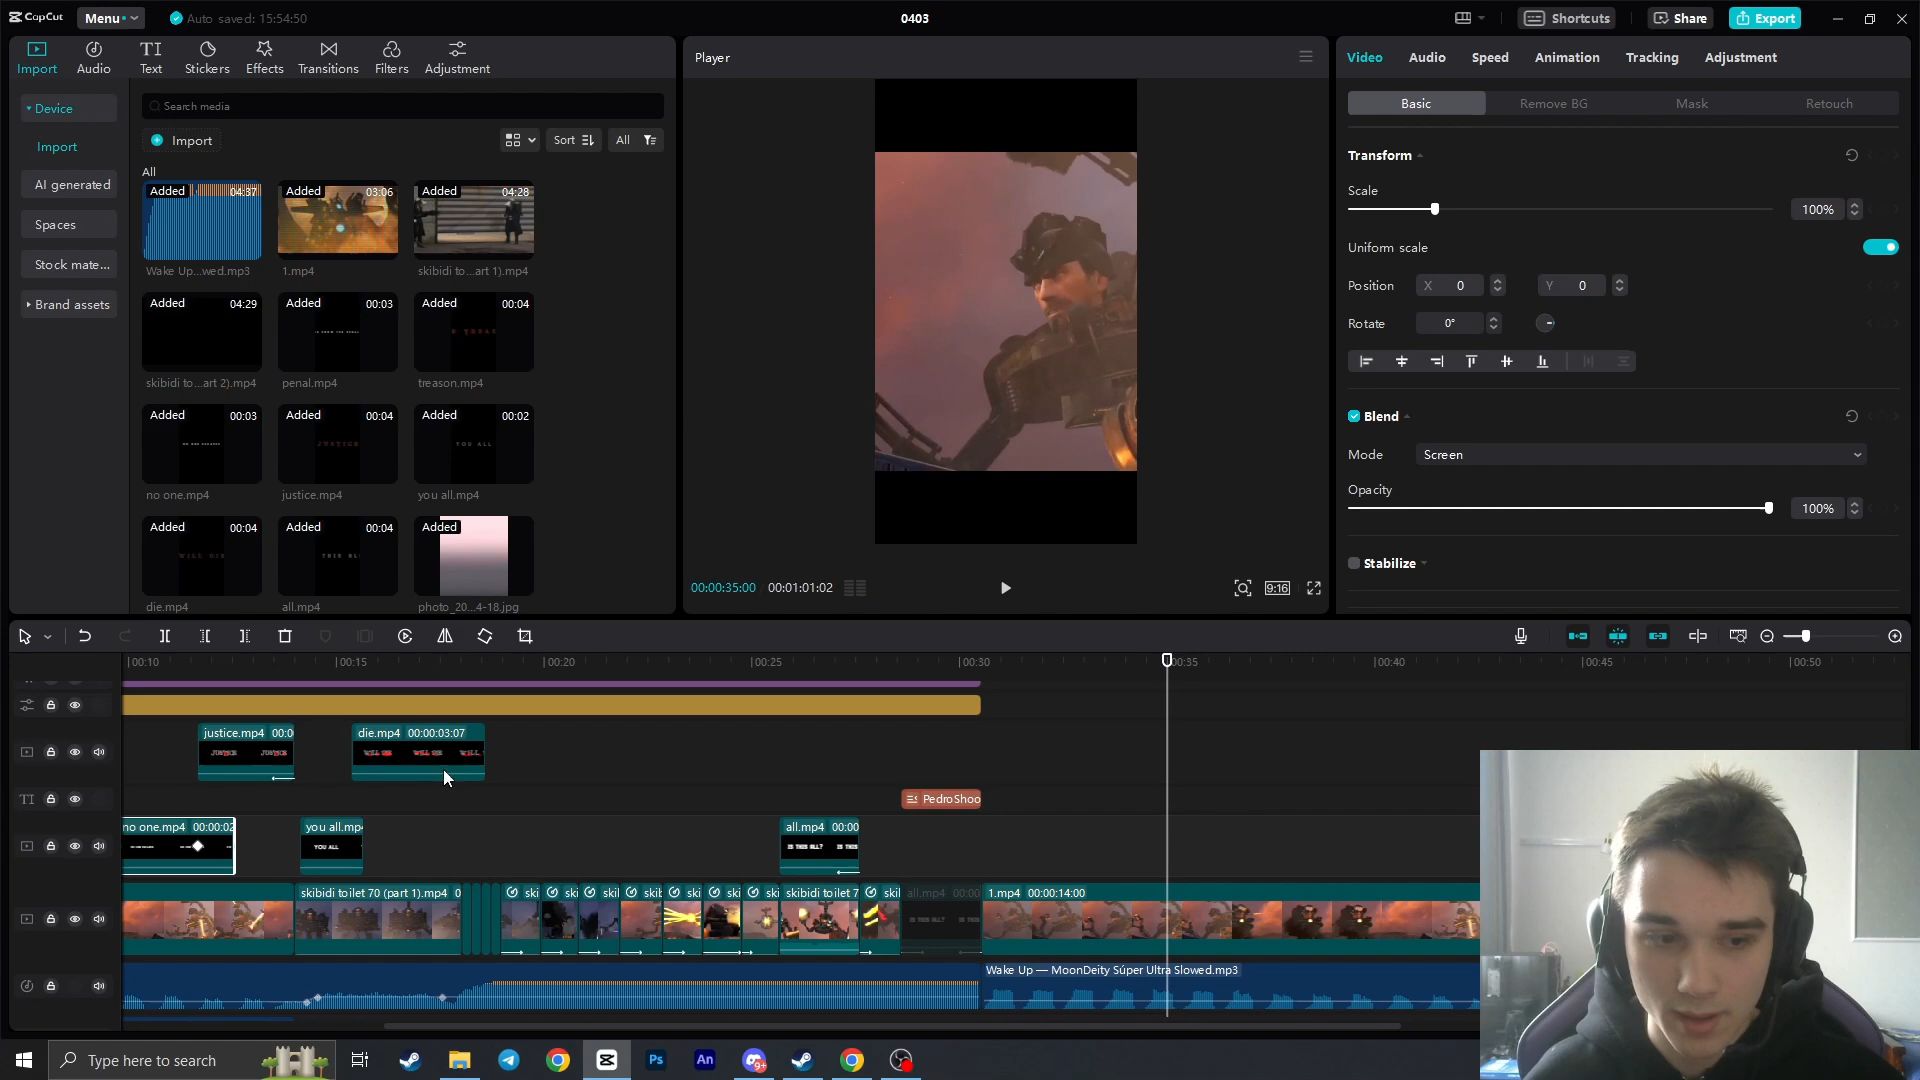 CapCut Menu Auto saved: 15:54:50 0403 Shortcuts Share Export
Import Audio Text Stickers Effects Transitions Filters Adjustment
Player
Video Audio Speed Animation Tracking Adjustment
Device
Import
AI generated
Spaces
Stock mate...
Brand assets
Search media
Import Sort All
All
Added 04:37 Added 03:06 Added 04:28
Wake Up...wed.mp3 1.mp4 skibidi to...art 1).mp4
Added 04:29 Added 00:03 Added 00:04
skibidi to...art 2).mp4 penal.mp4 treason.mp4
Added 00:03 Added 00:04 Added 00:02
JUSTICE YOU ALL
no one.mp4 justice.mp4 you all.mp4
Added 00:04 Added 00:04 Added
WILL DIE
die.mp4 all.mp4 photo_20...4-18.jpg
00:00:35:00 / 00:01:01:02 9:16
Basic Remove BG Mask Retouch
Transform
Scale
100%
Uniform scale
Position X 0 Y 0
Rotate 0°
Blend
Mode Screen
Opacity
100%
Stabilize
00:10 00:15 00:20 00:25 00:30 00:35 00:40 00:45 00:50
justice.mp4 00:0 die.mp4 00:00:03:07
JUSTICE JUSTICE WILL DIE WILL DIE WILL
PedroShoo
no one.mp4 00:00:02 you all.mp4 all.mp4 00:00
YOU ALL IS THIS ALL? IS THIS
skibidi toilet 70 (part 1).mp4 0 ski ski skil skib ski ski ski skibidi toilet 7 skil all.mp4 00:00 1.mp4 00:00:14:00
Wake Up — MoonDeity Súper Ultra Slowed.mp3
Type here to search Ps An 9+